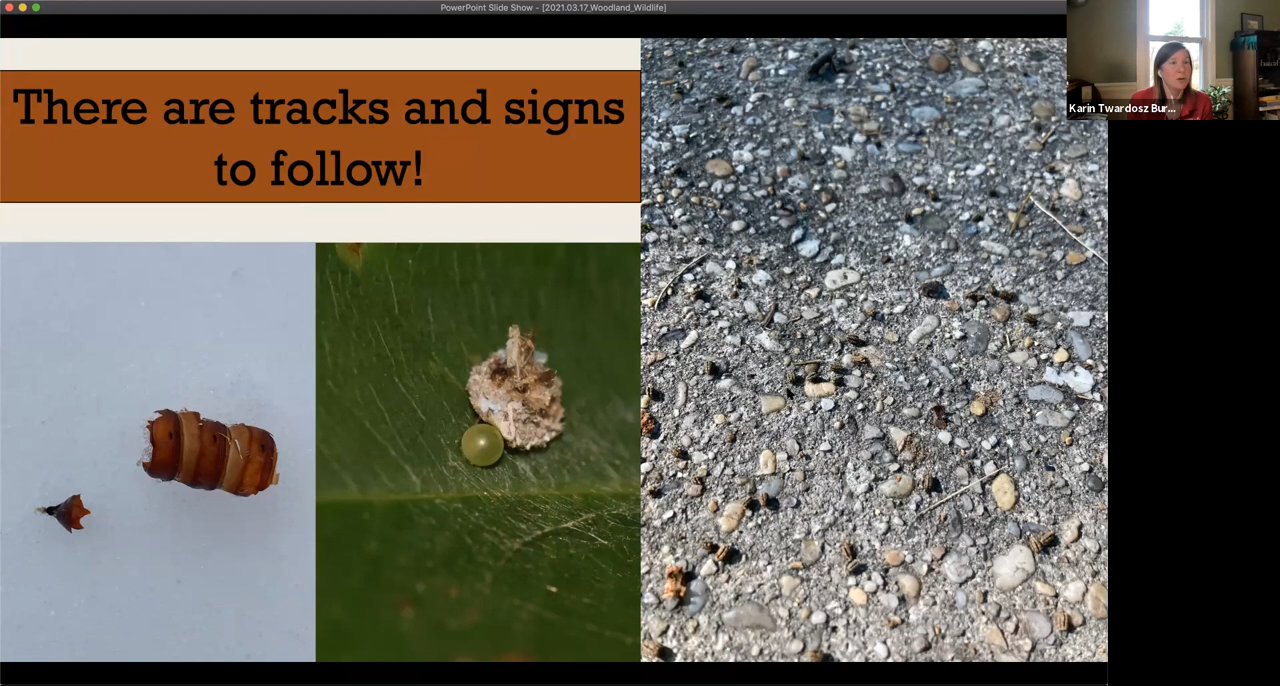 PowerPoint Slide Show - [2021.03.17_Woodland_Wildlife]
There are tracks and signs
to follow!
Karin Twardosz Bur...